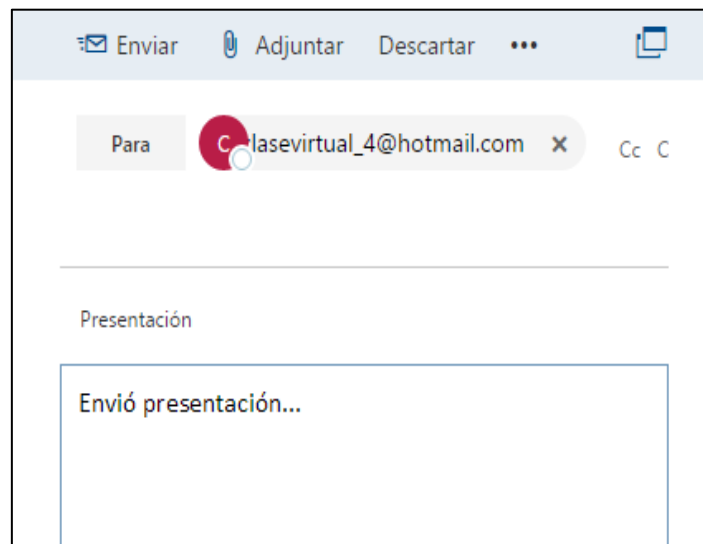 Enviar Adjuntar Descartar •••
Para C lasevirtual_4@hotmail.com × Cc C
Presentación
Envió presentación...